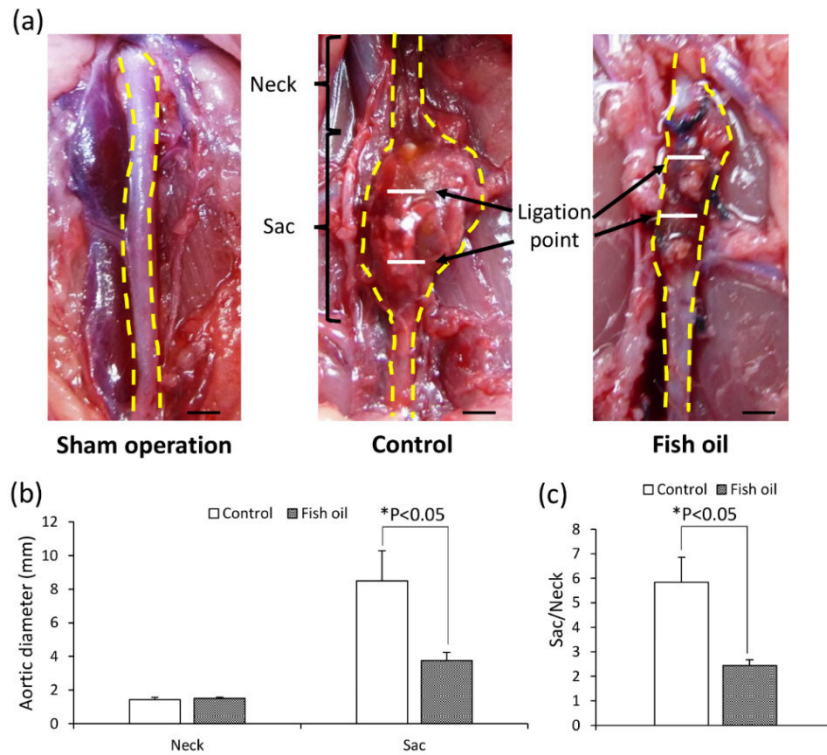 (a)
Neck
Sac
Ligation
point
Sham operation
Control
Fish oil
(b)
Control
Fish oil
*P<0.05
Aortic diameter (mm)
12
10
8
6
4
2
0
Neck
Sac
(c)
Control
Fish oil
*P<0.05
Sac/Neck
8
7
6
5
4
3
2
1
0